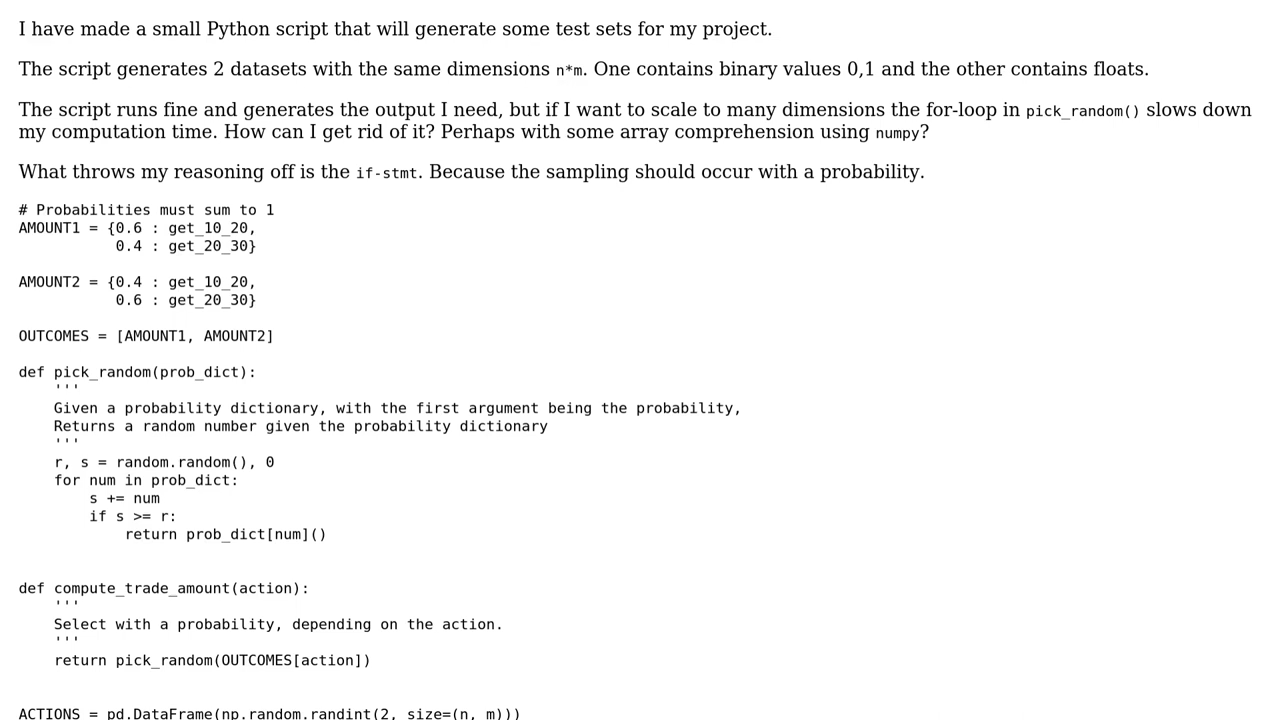 I have made a small Python script that will generate some test sets for my project.
The script generates 2 datasets with the same dimensions n*m. One contains binary values 0,1 and the other contains floats.
The script runs fine and generates the output I need, but if I want to scale to many dimensions the for-loop in pick_random() slows down
my computation time. How can I get rid of it? Perhaps with some array comprehension using numpy?
What throws my reasoning off is the if-stmt. Because the sampling should occur with a probability.
# Probabilities must sum to 1
AMOUNT1 = {0.6 : get_10_20,
           0.4 : get_20_30}
AMOUNT2 = {0.4 : get_10_20,
           0.6 : get_20_30}
OUTCOMES = [AMOUNT1, AMOUNT2]
def pick_random(prob_dict):
    '''
    Given a probability dictionary, with the first argument being the probability,
    Returns a random number given the probability dictionary
    '''
    r, s = random.random(), 0
    for num in prob_dict:
        s += num
        if s >= r:
            return prob_dict[num]()
def compute_trade_amount(action):
    '''
    Select with a probability, depending on the action.
    '''
    return pick_random(OUTCOMES[action])
ACTIONS = pd.DataFrame(np.random.randint(2, size=(n, m)))